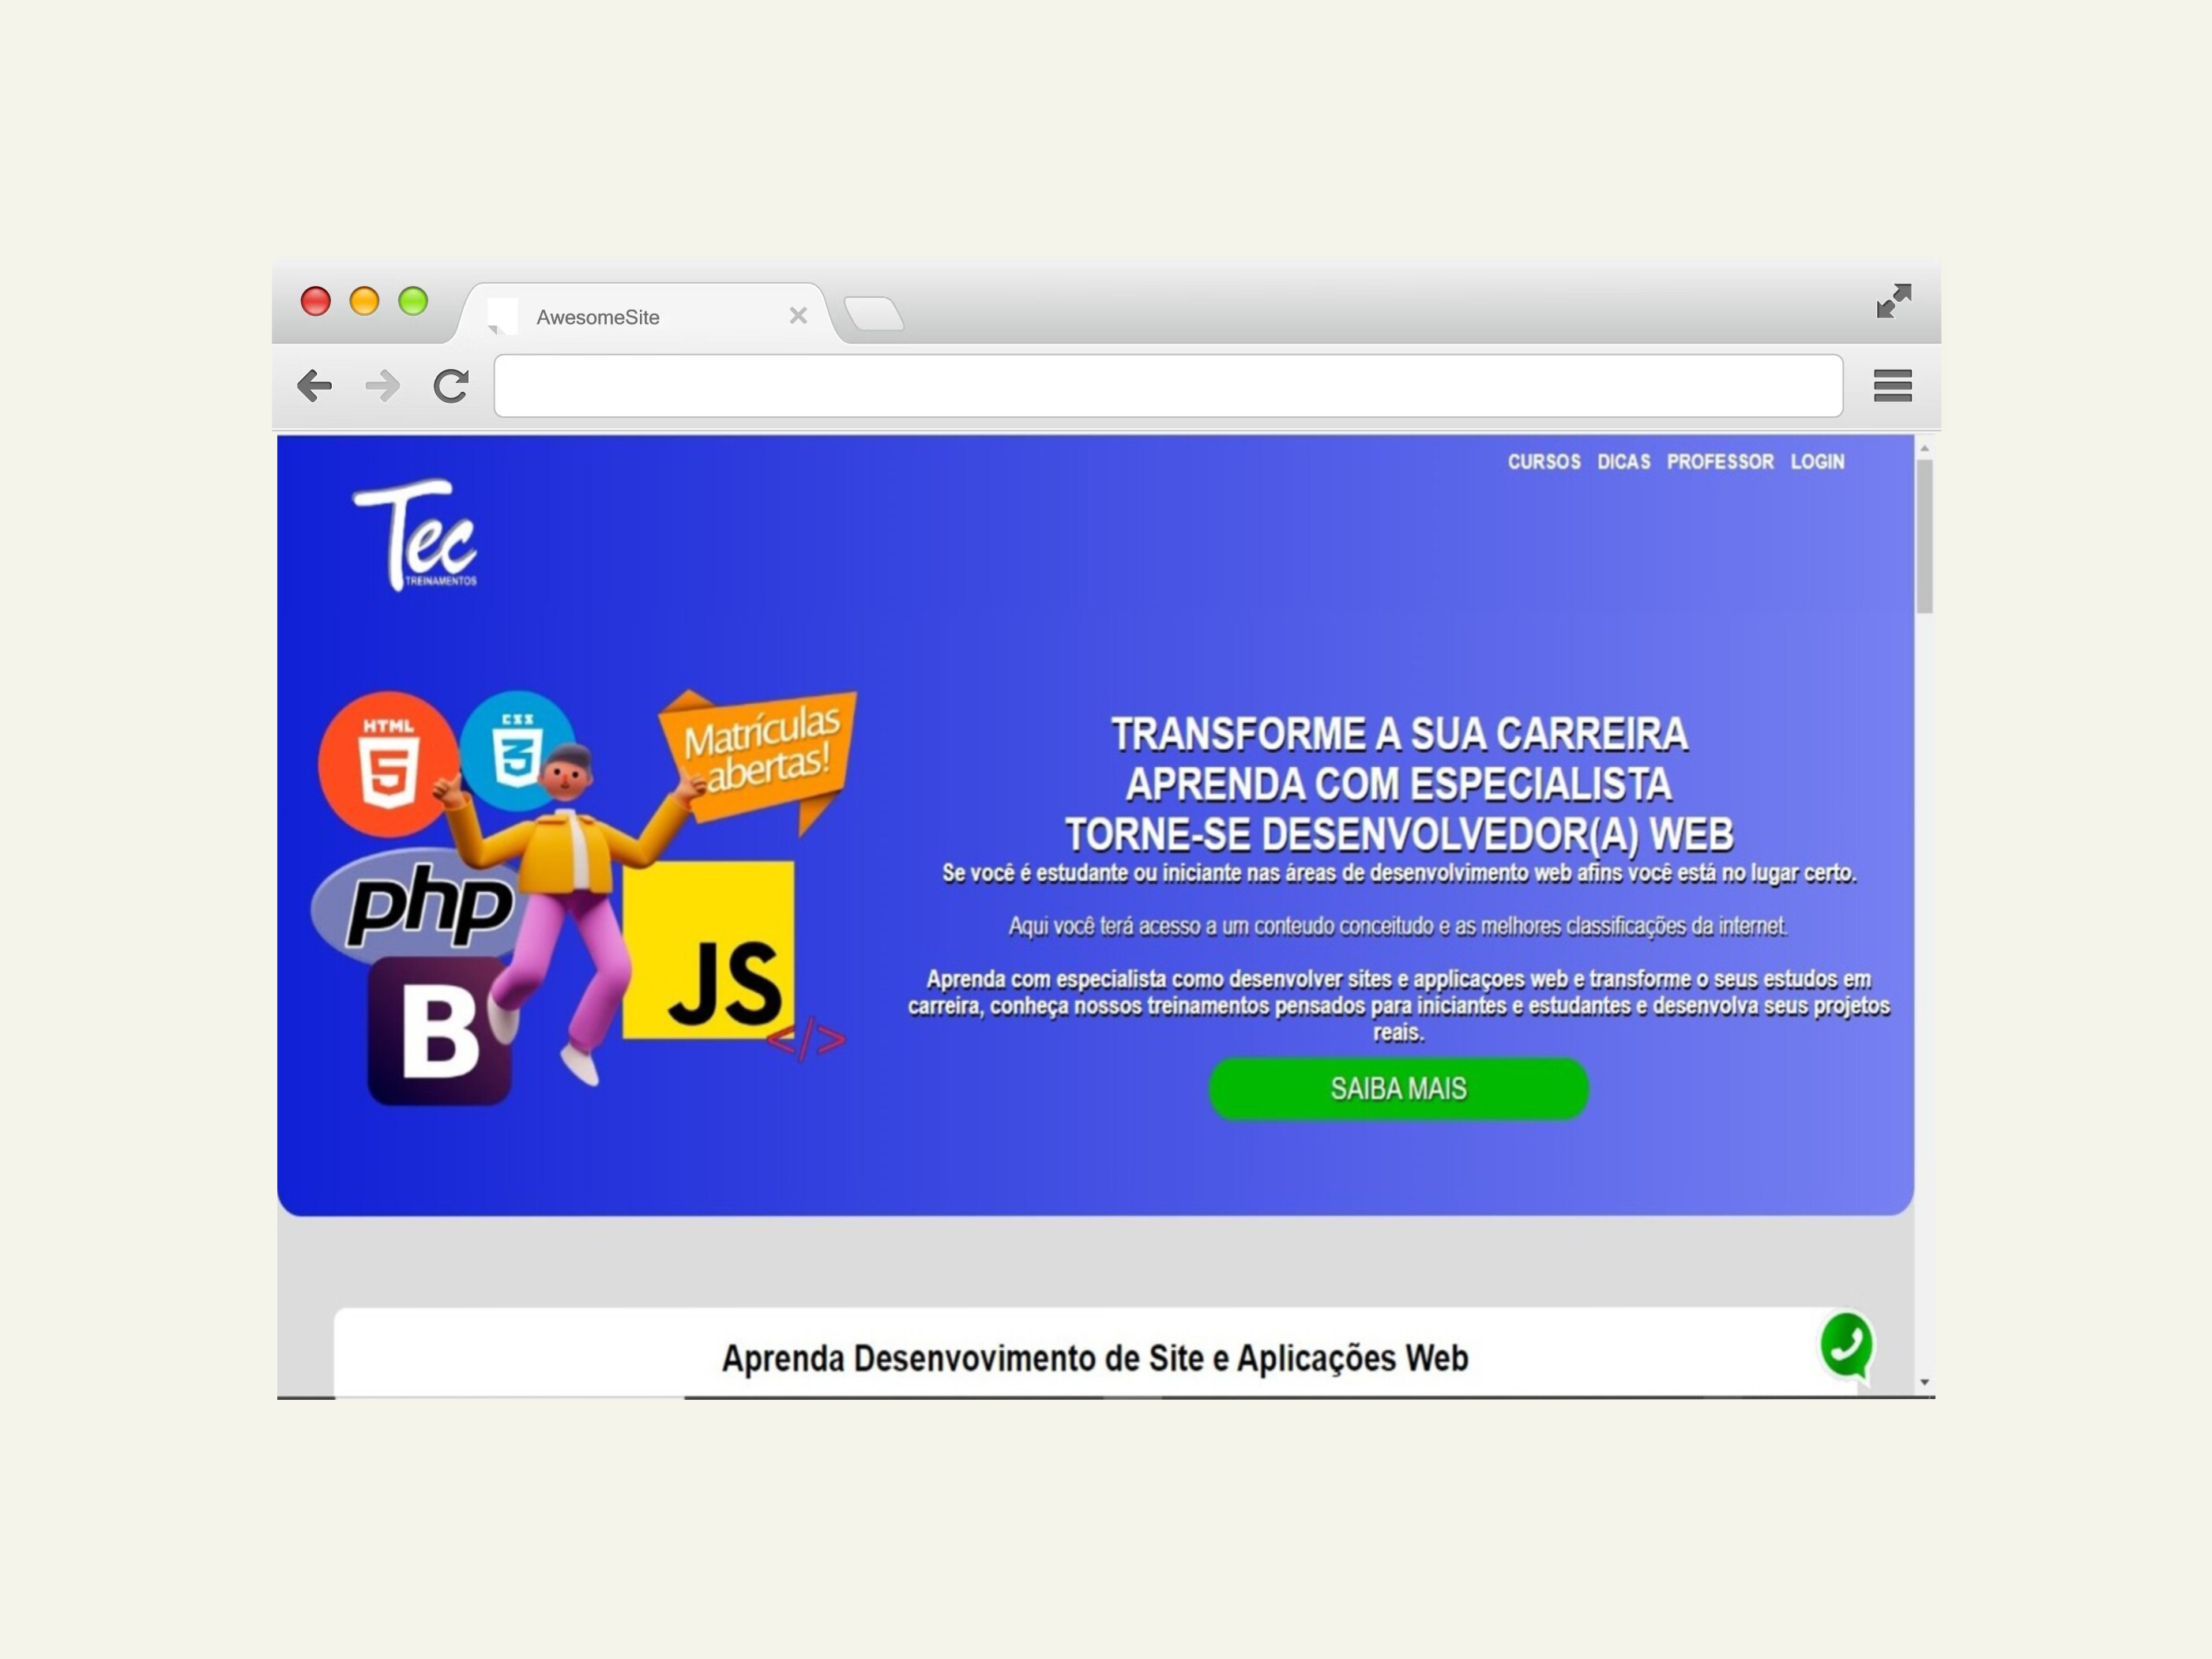 AwesomeSite
CURSOS DICAS PROFESSOR LOGIN
Tec
TREINAMENTOS
HTML
5
CSS
3
Matrículas
abertas!
php
JS
</>
B
TRANSFORME A SUA CARREIRA
APRENDA COM ESPECIALISTA
TORNE-SE DESENVOLVEDOR(A) WEB
Se você é estudante ou iniciante nas áreas de desenvolvimento web afins você está no lugar certo.
Aqui você terá acesso a um conteudo conceitudo e as melhores classificações da internet.
Aprenda com especialista como desenvolver sites e applicaçoes web e transforme o seus estudos em
carreira, conheça nossos treinamentos pensados para iniciantes e estudantes e desenvolva seus projetos
reais.
SAIBA MAIS
Aprenda Desenvovimento de Site e Aplicações Web